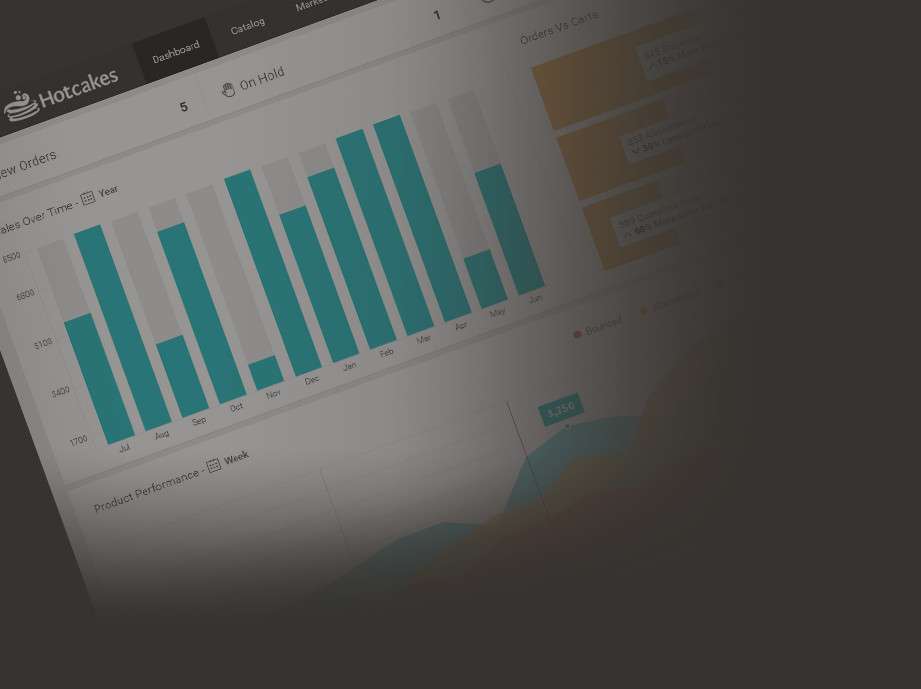 Dashboard
Catalog
Hotcakes
5
On Hold
1
ew Orders
ales Over Time - Year
8500
6800
5100
3400
1700
Jul
Aug
Sep
Oct
Nov
Dec
Jan
Feb
Mar
Apr
May
Jun
Orders Vs Carts
Product Performance - Week
Bounced
3,250